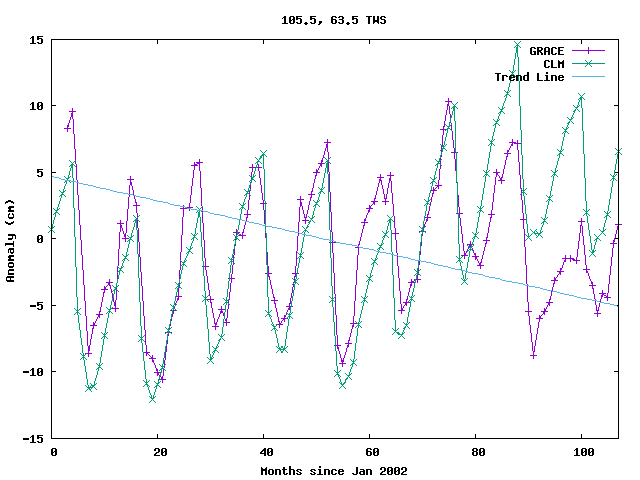 105.5, 63.5 TWS
GRACE
CLM
Trend Line
15
10
5
0
-5
-10
-15
Anomaly (cm)
0 20 40 60 80 100
Months since Jan 2002